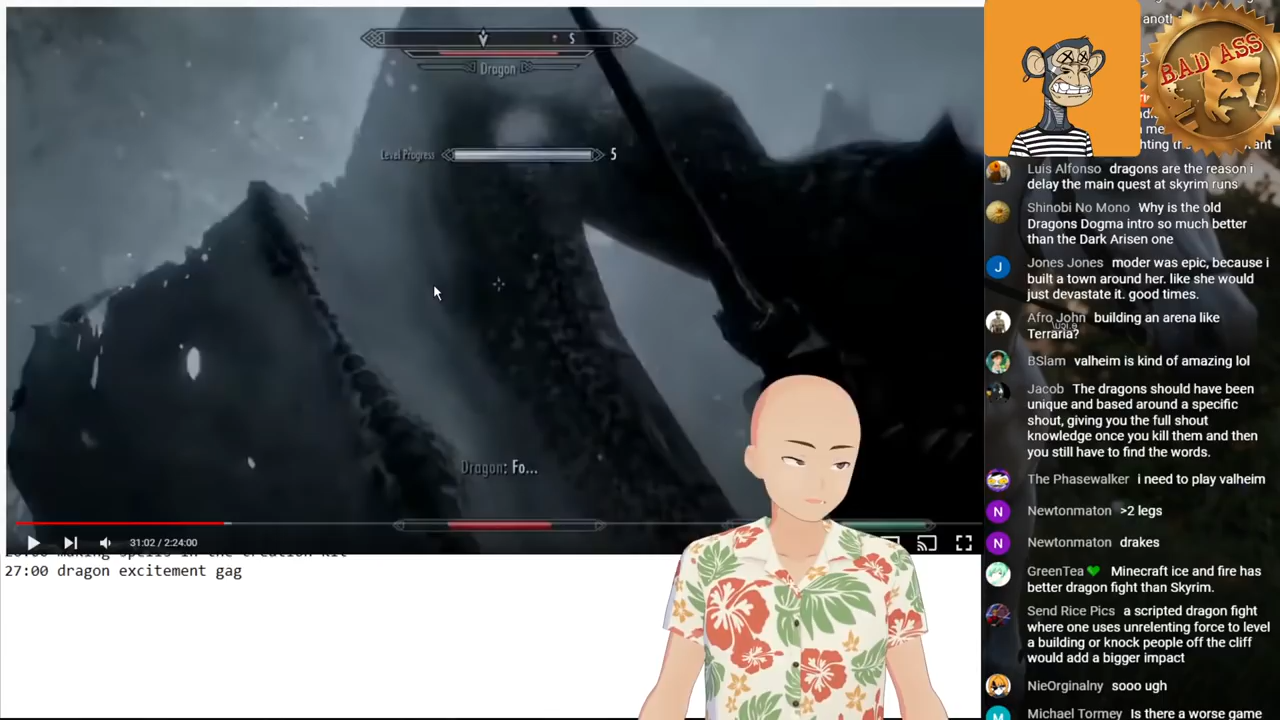 S
Dragon
Level Progress 5
Dragon: Fo...
31:02 / 2:24:00
making spells in the creation kit
27:00 dragon excitement gag
BAD ASS
Luis Alfonso dragons are the reason i
delay the main quest at skyrim runs
Shinobi No Mono Why is the old
Dragons Dogma intro so much better
than the Dark Arisen one
J Jones Jones moder was epic, because i
built a town around her. like she would
just devastate it. good times.
Afro John building an arena like
Terraria?
BSlam valheim is kind of amazing lol
Jacob The dragons should have been
unique and based around a specific
shout, giving you the full shout
knowledge once you kill them and then
you still have to find the words.
The Phasewalker i need to play valheim
N Newtonmaton >2 legs
N Newtonmaton drakes
GreenTea Minecraft ice and fire has
better dragon fight than Skyrim.
Send Rice Pics a scripted dragon fight
where one uses unrelenting force to level
a building or knock people off the cliff
would add a bigger impact
NieOrginalny sooo ugh
M Michael Tormey Is there a worse game